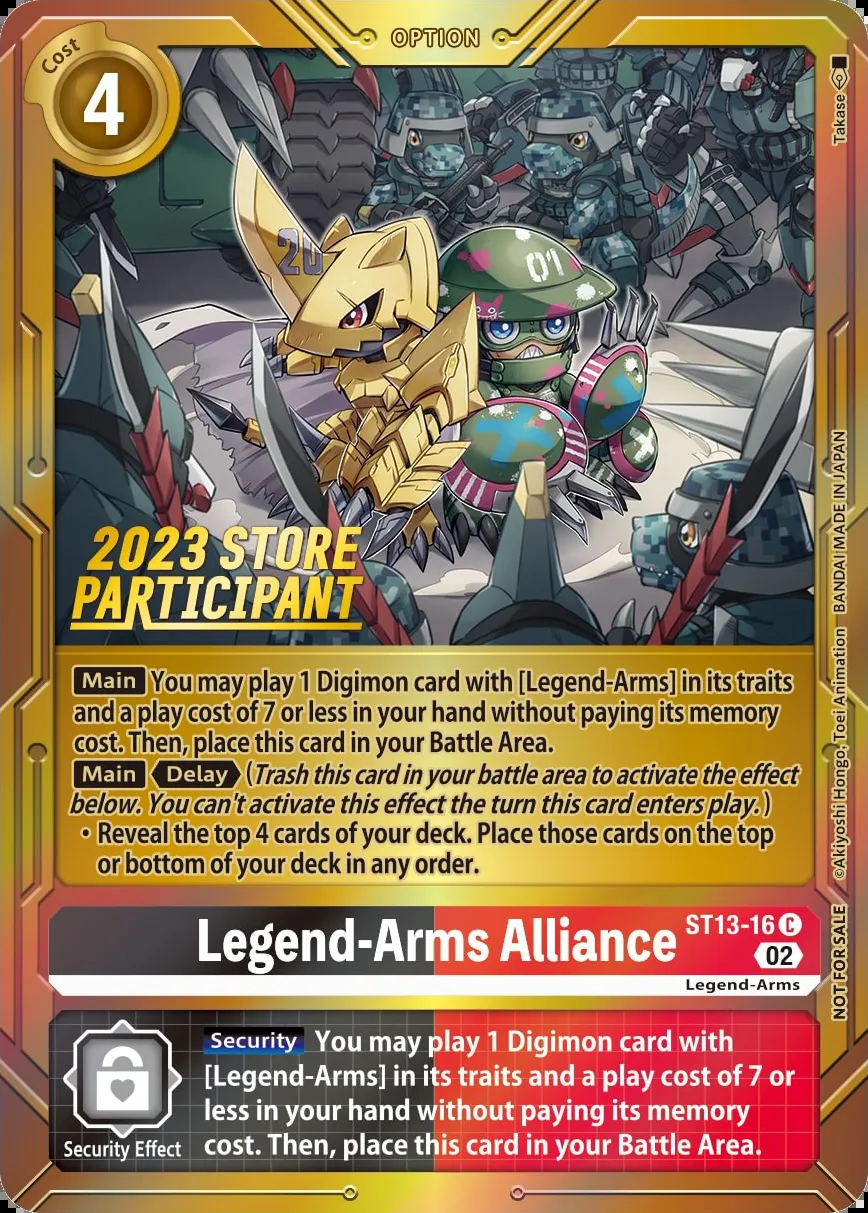 OPTION
Cost
4
Takase
20
01
2023 STORE
PARTICIPANT
Main You may play 1 Digimon card with [Legend-Arms] in its traits
and a play cost of 7 or less in your hand without paying its memory
cost. Then, place this card in your Battle Area.
Main Delay (Trash this card in your battle area to activate the effect
below. You can't activate this effect the turn this card enters play.)
・Reveal the top 4 cards of your deck. Place those cards on the top
or bottom of your deck in any order.
©Akiyoshi Hongo, Toei Animation BANDAI MADE IN JAPAN
NOT FOR SALE
Legend-Arms Alliance
ST13-16 C
02
Legend-Arms
Security You may play 1 Digimon card with
[Legend-Arms] in its traits and a play cost of 7 or
less in your hand without paying its memory
cost. Then, place this card in your Battle Area.
Security Effect